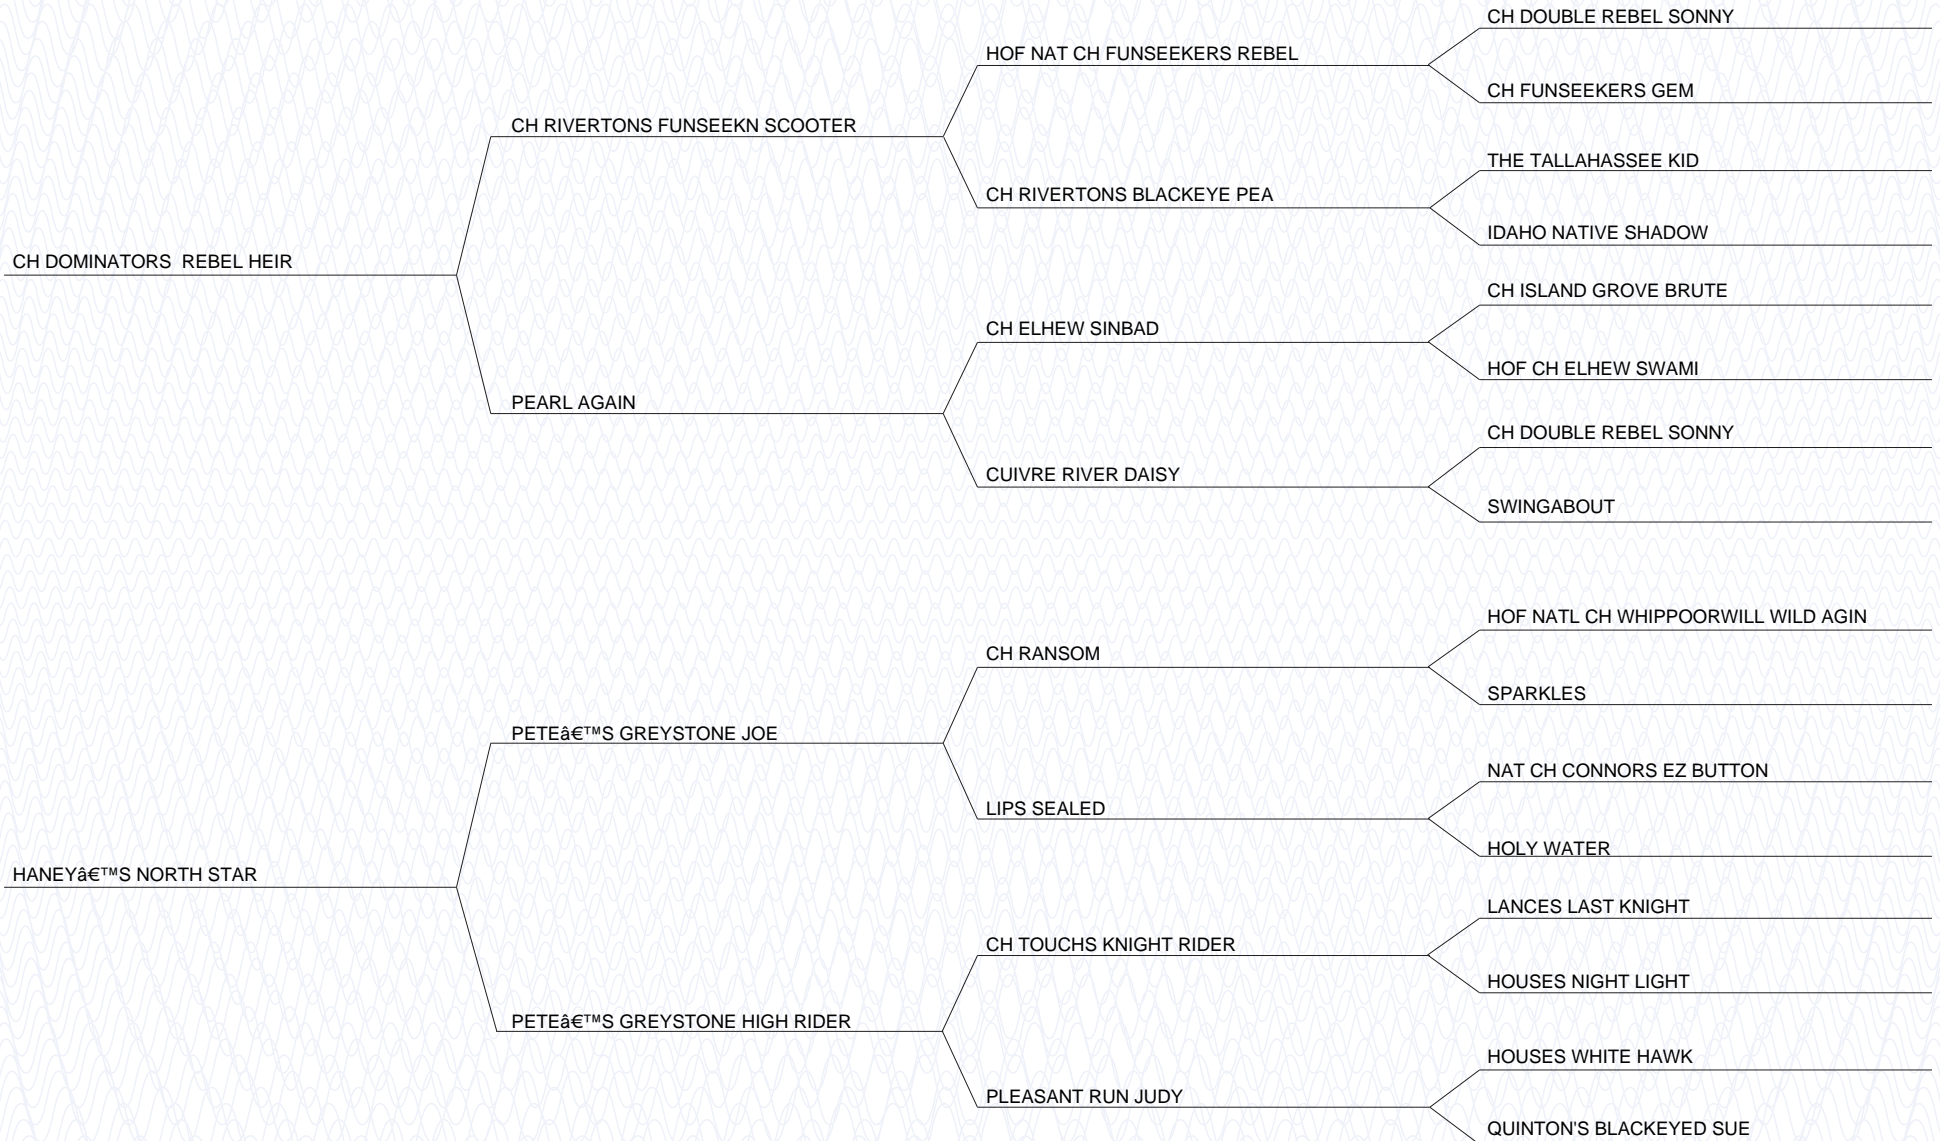 CH DOUBLE REBEL SONNY
HOF NAT CH FUNSEEKERS REBEL
CH FUNSEEKERS GEM
CH RIVERTONS FUNSEEKN SCOOTER
THE TALLAHASSEE KID
CH RIVERTONS BLACKEYE PEA
IDAHO NATIVE SHADOW
CH DOMINATORS  REBEL HEIR
CH ISLAND GROVE BRUTE
CH ELHEW SINBAD
HOF CH ELHEW SWAMI
PEARL AGAIN
CH DOUBLE REBEL SONNY
CUIVRE RIVER DAISY
SWINGABOUT
HOF NATL CH WHIPPOORWILL WILD AGIN
CH RANSOM
SPARKLES
PETEâ€™S GREYSTONE JOE
NAT CH CONNORS EZ BUTTON
LIPS SEALED
HOLY WATER
HANEYâ€™S NORTH STAR
LANCES LAST KNIGHT
CH TOUCHS KNIGHT RIDER
HOUSES NIGHT LIGHT
PETEâ€™S GREYSTONE HIGH RIDER
HOUSES WHITE HAWK
PLEASANT RUN JUDY
QUINTON'S BLACKEYED SUE